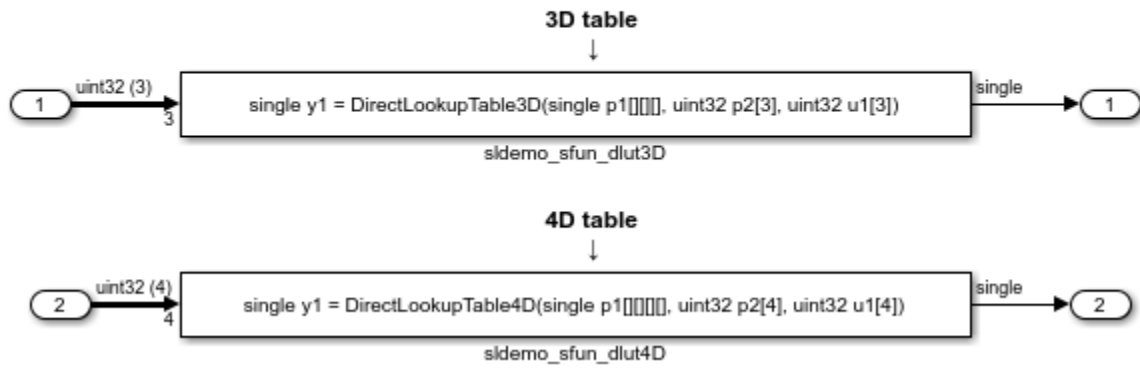 3D table
↓
uint32 (3)
1
3
single y1 = DirectLookupTable3D(single p1[][][], uint32 p2[3], uint32 u1[3])
single
1
sldemo_sfun_dlut3D
4D table
↓
uint32 (4)
2
4
single y1 = DirectLookupTable4D(single p1[][][][], uint32 p2[4], uint32 u1[4])
single
2
sldemo_sfun_dlut4D